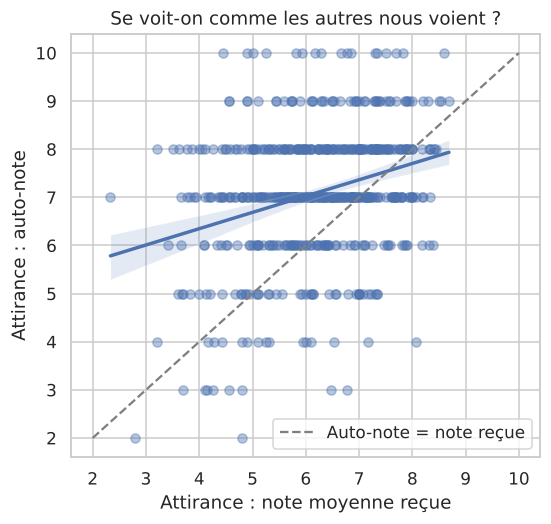 Se voit-on comme les autres nous voient ?
10
9
8
7
6
5
4
3
2
Attirance : auto-note
Auto-note = note reçue
2 3 4 5 6 7 8 9 10
Attirance : note moyenne reçue